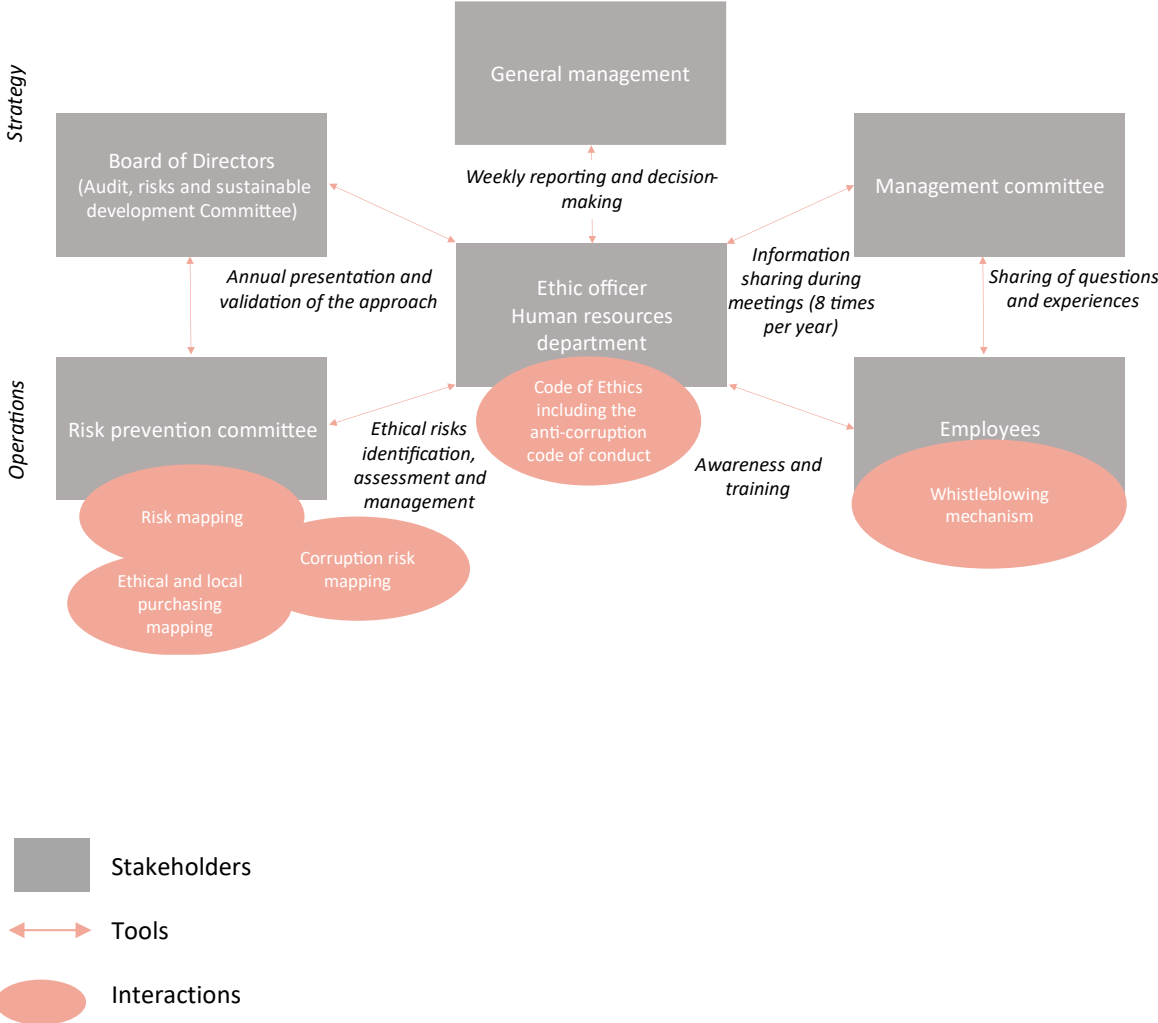 Strategy
General management
Board of Directors
(Audit, risks and sustainable
development Committee)
Weekly reporting and decision-
making
Management committee
Annual presentation and
validation of the approach
Ethic officer
Human resources
department
Information
sharing during
meetings (8 times
per year)
Sharing of questions
and experiences
Operations
Risk prevention committee
Code of Ethics
including the
anti-corruption
code of conduct
Ethical risks
identification,
assessment and
management
Awareness and
training
Employees
Whistleblowing
mechanism
Risk mapping
Corruption risk
mapping
Ethical and local
purchasing
mapping
Stakeholders
Tools
Interactions